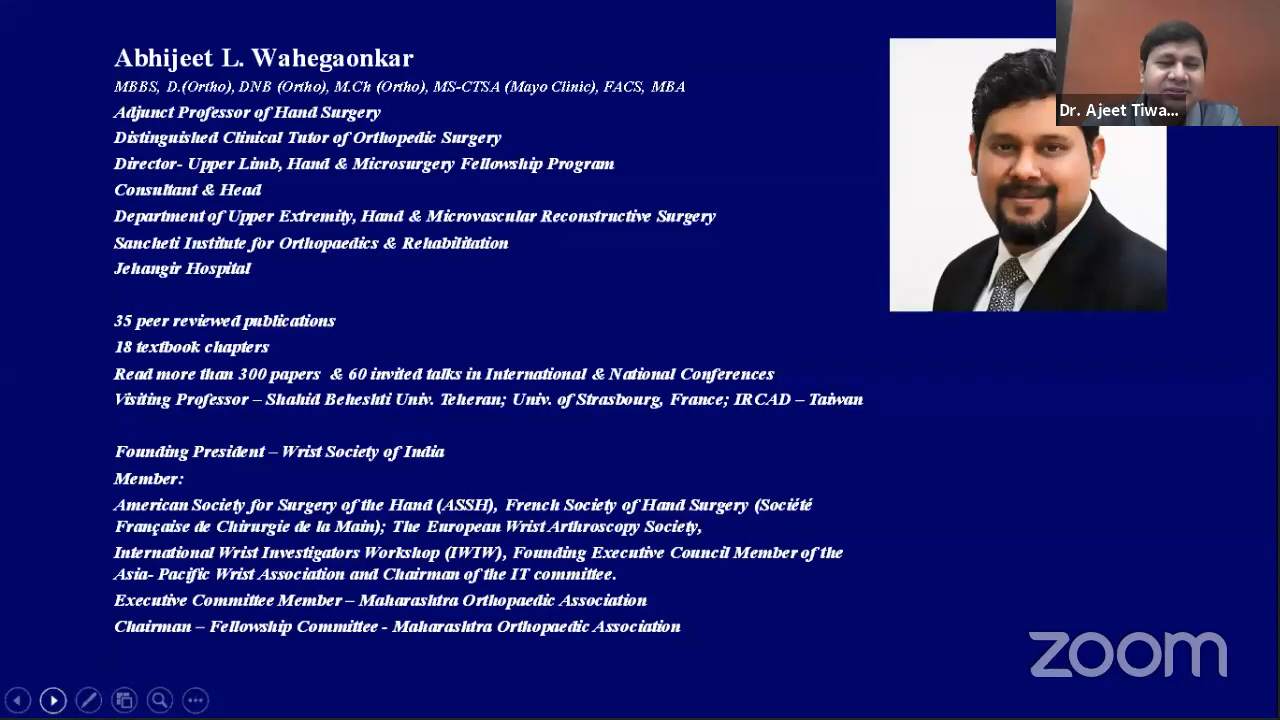 Abhijeet L. Wahegaonkar
MBBS, D.(Ortho), DNB (Ortho), M.Ch (Ortho), MS-CTSA (Mayo Clinic), FACS, MBA
Adjunct Professor of Hand Surgery
Distinguished Clinical Tutor of Orthopedic Surgery
Director- Upper Limb, Hand & Microsurgery Fellowship Program
Consultant & Head
Department of Upper Extremity, Hand & Microvascular Reconstructive Surgery
Sancheti Institute for Orthopaedics & Rehabilitation
Jehangir Hospital
35 peer reviewed publications
18 textbook chapters
Read more than 300 papers & 60 invited talks in International & National Conferences
Visiting Professor – Shahid Beheshti Univ. Teheran; Univ. of Strasbourg, France; IRCAD – Taiwan
Founding President – Wrist Society of India
Member:
American Society for Surgery of the Hand (ASSH), French Society of Hand Surgery (Société
Française de Chirurgie de la Main); The European Wrist Arthroscopy Society,
International Wrist Investigators Workshop (IWIW), Founding Executive Council Member of the
Asia- Pacific Wrist Association and Chairman of the IT committee.
Executive Committee Member – Maharashtra Orthopaedic Association
Chairman – Fellowship Committee - Maharashtra Orthopaedic Association
Dr. Ajeet Tiwa...
zoom